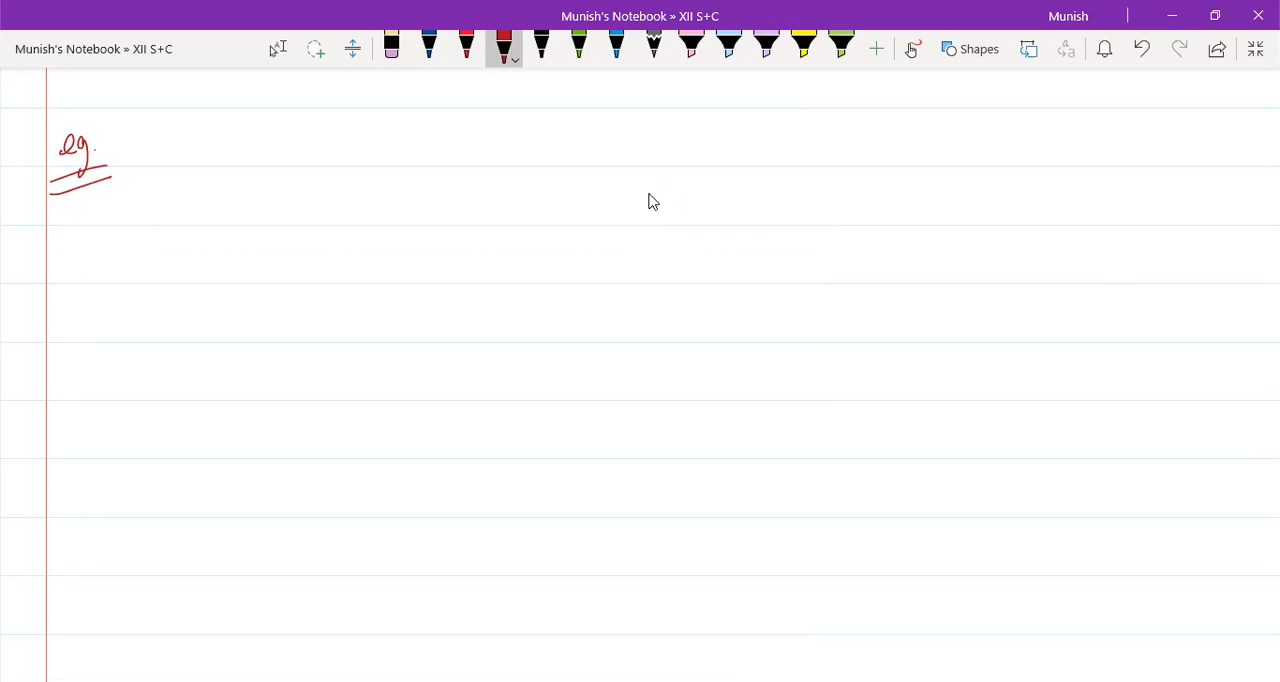 Munish's Notebook » XII S+C
Munish
Munish's Notebook » XII S+C
Shapes
eg.